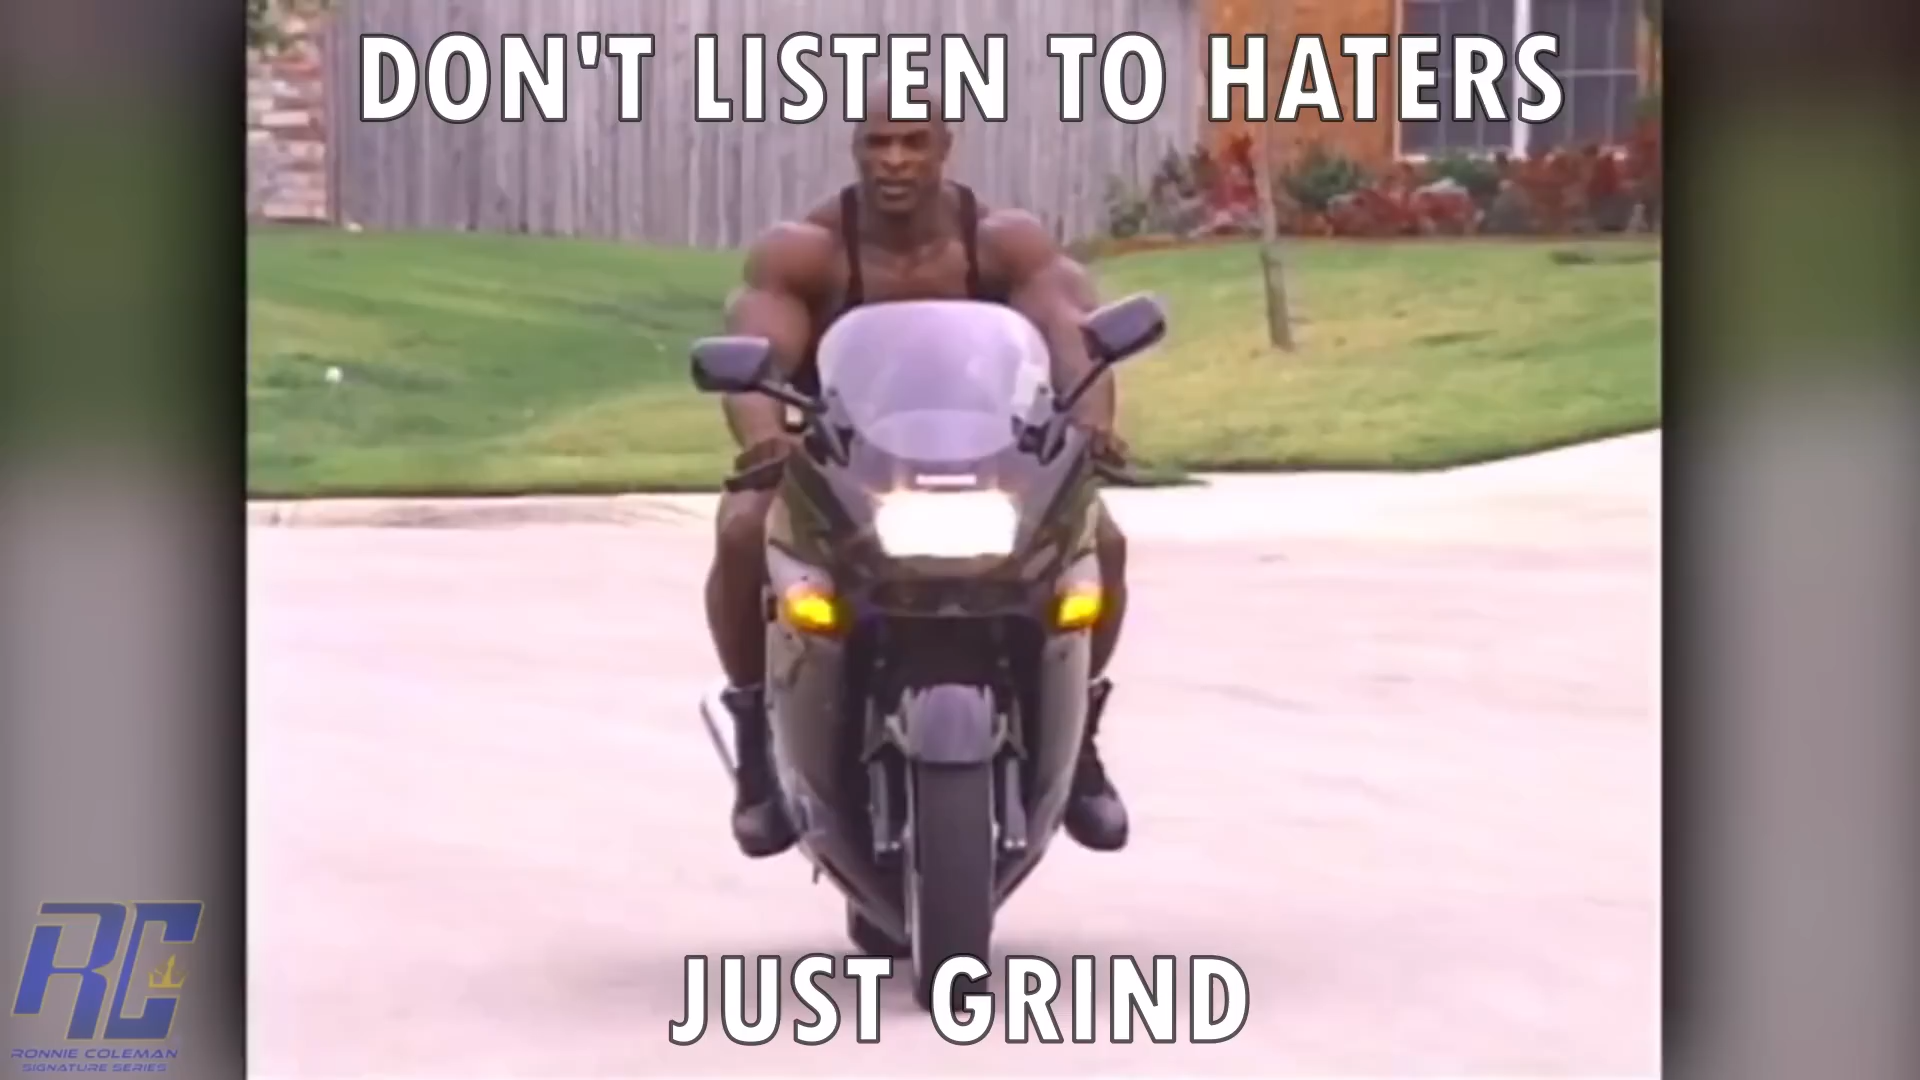 DON'T LISTEN TO HATERS
JUST GRIND
RC
RONNIE COLEMAN
SIGNATURE SERIES